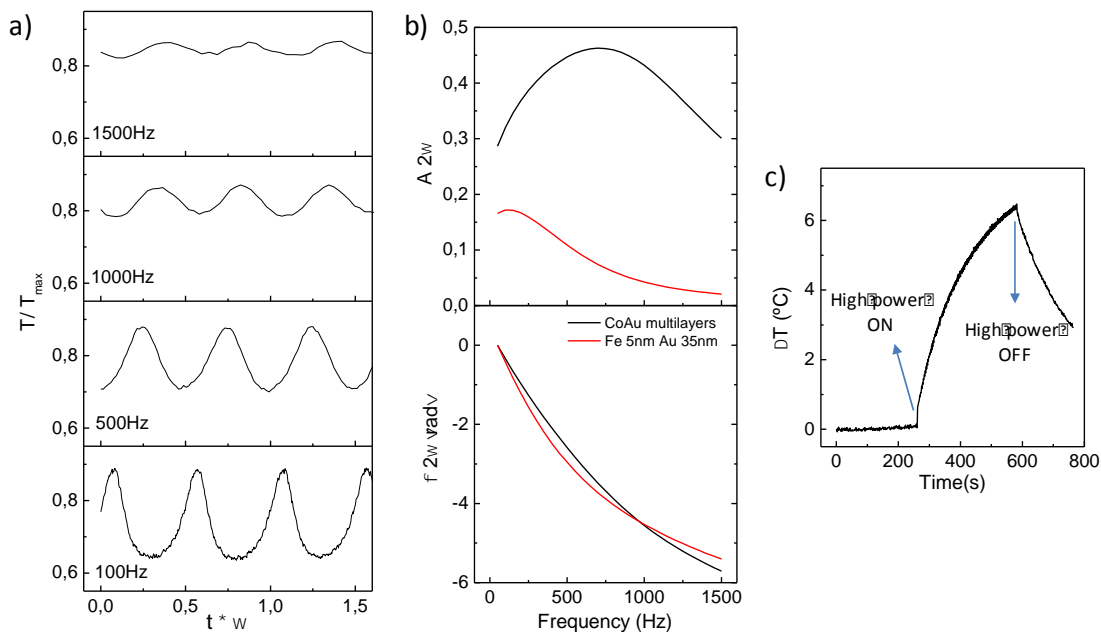 a)
T/ Tmax
0,8
0,6
1500Hz
0,8
0,6
1000Hz
0,8
0,6
500Hz
0,8
0,6
100Hz
0,0 0,5 1,0 1,5
t * w
b)
A 2w
0,5
0,4
0,3
0,2
0,1
0,0
CoAu multilayers
Fe 5nm Au 35nm
0
-2
-4
-6
0 500 1000 1500
Frequency (Hz)
c)
DT (ºC)
6
4
2
0
High power
ON
High power
OFF
0 200 400 600 800
Time(s)